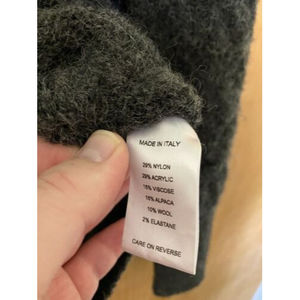 MADE IN ITALY
29% NYLON
29% ACRYLIC
15% VISCOSE
15% ALPACA
10% WOOL
2% ELASTANE
CARE ON REVERSE